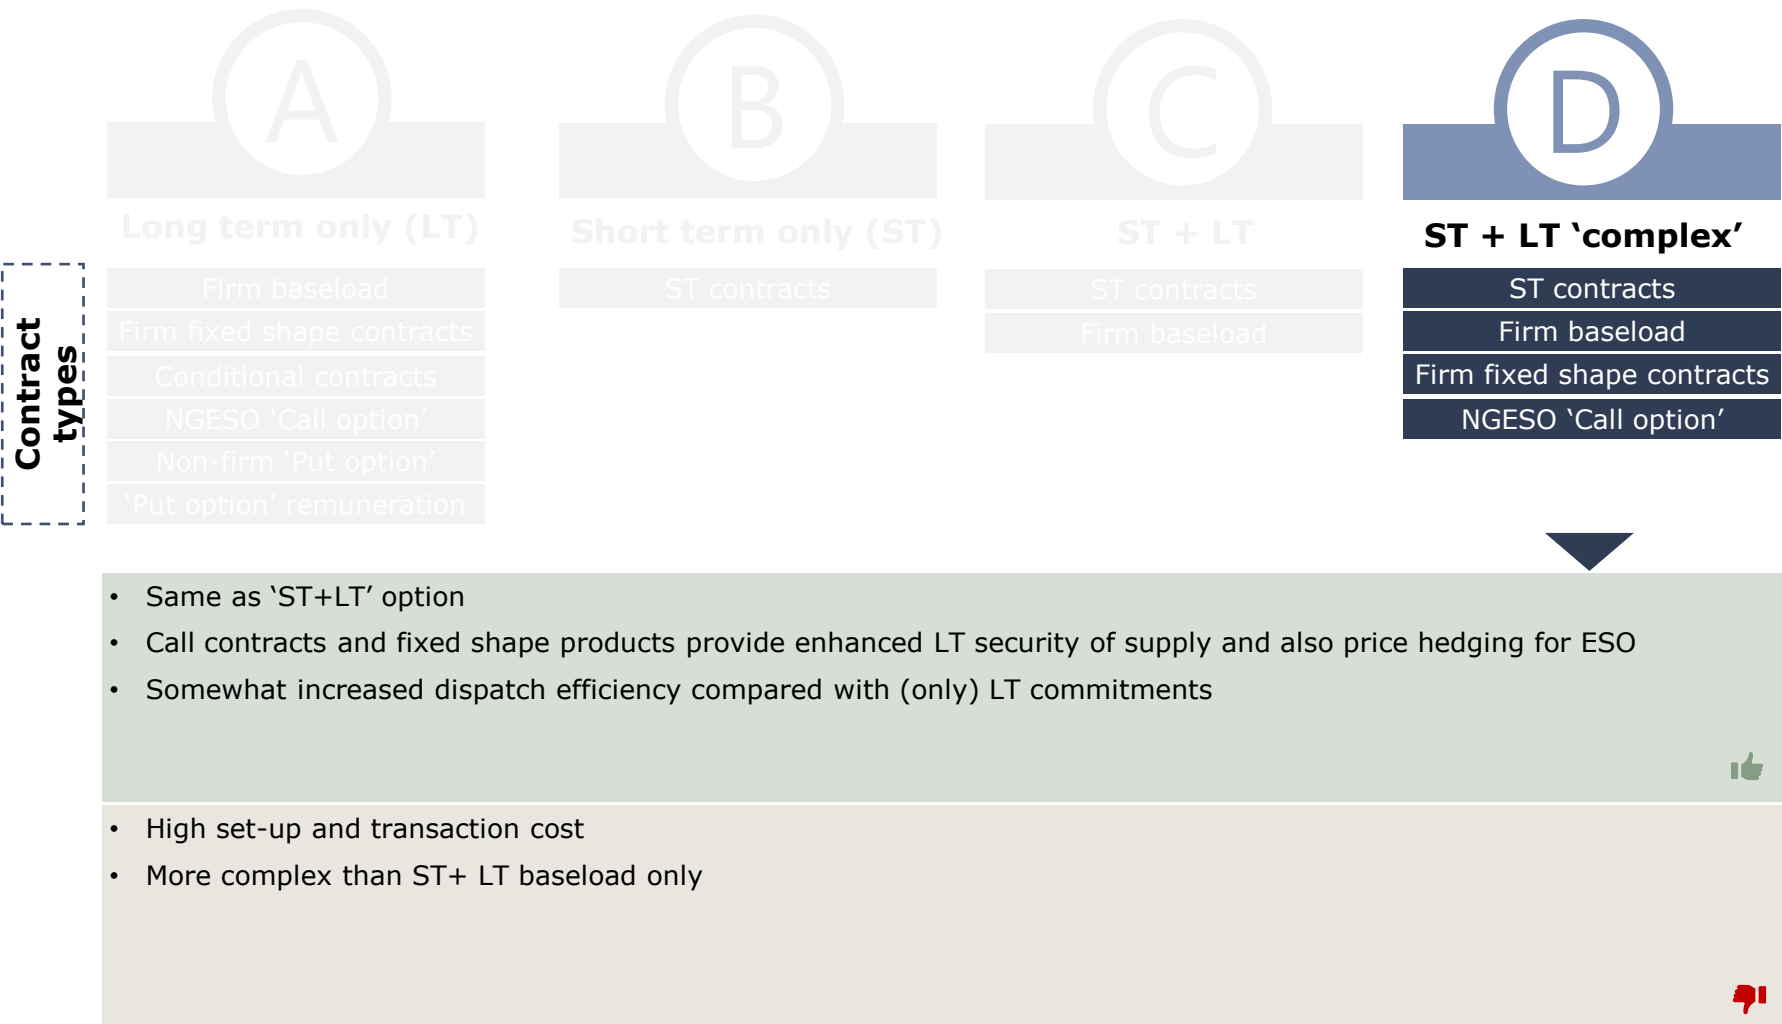 A
B
C
D
Long term only (LT)
Short term only (ST)
ST + LT
ST + LT ‘complex’
Contract
types
Firm baseload
Firm fixed shape contracts
Conditional contracts
NGESO ‘Call option’
Non-firm ‘Put option’
‘Put option’ remuneration
ST contracts
ST contracts
Firm baseload
ST contracts
Firm baseload
Firm fixed shape contracts
NGESO ‘Call option’
• Same as ‘ST+LT’ option
• Call contracts and fixed shape products provide enhanced LT security of supply and also price hedging for ESO
• Somewhat increased dispatch efficiency compared with (only) LT commitments
• High set-up and transaction cost
• More complex than ST+ LT baseload only